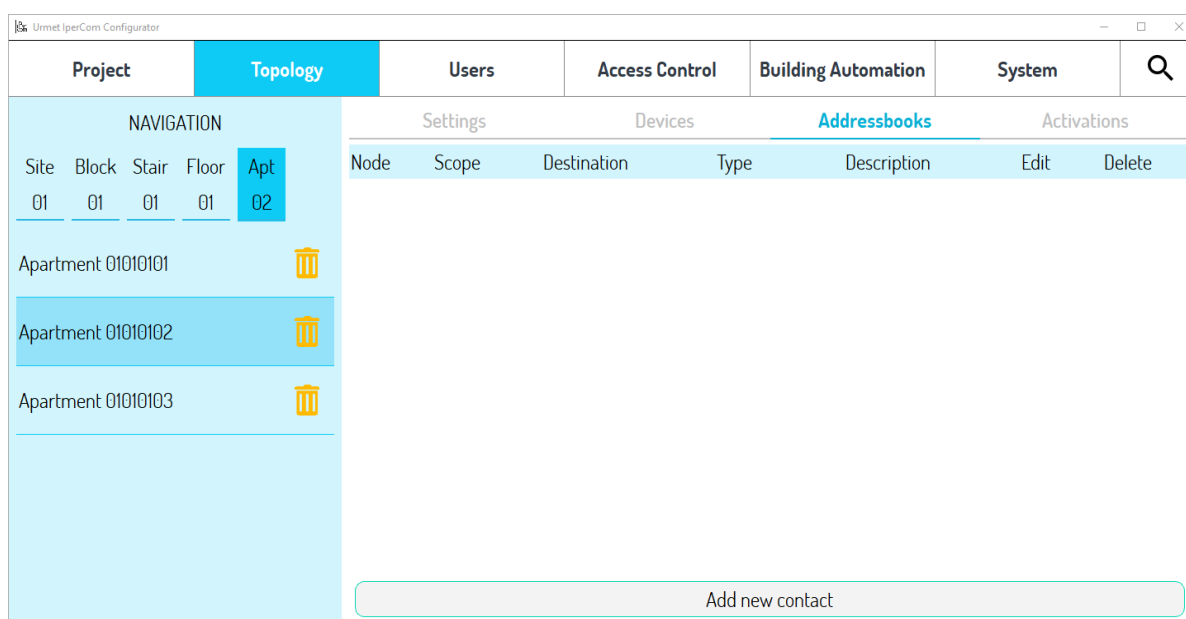 Urmet IperCom Configurator
Project Topology Users Access Control Building Automation System
NAVIGATION
Settings Devices Addressbooks Activations
Site Block Stair Floor Apt
01 01 01 01 02
Node Scope Destination Type Description Edit Delete
Apartment 01010101
Apartment 01010102
Apartment 01010103
Add new contact